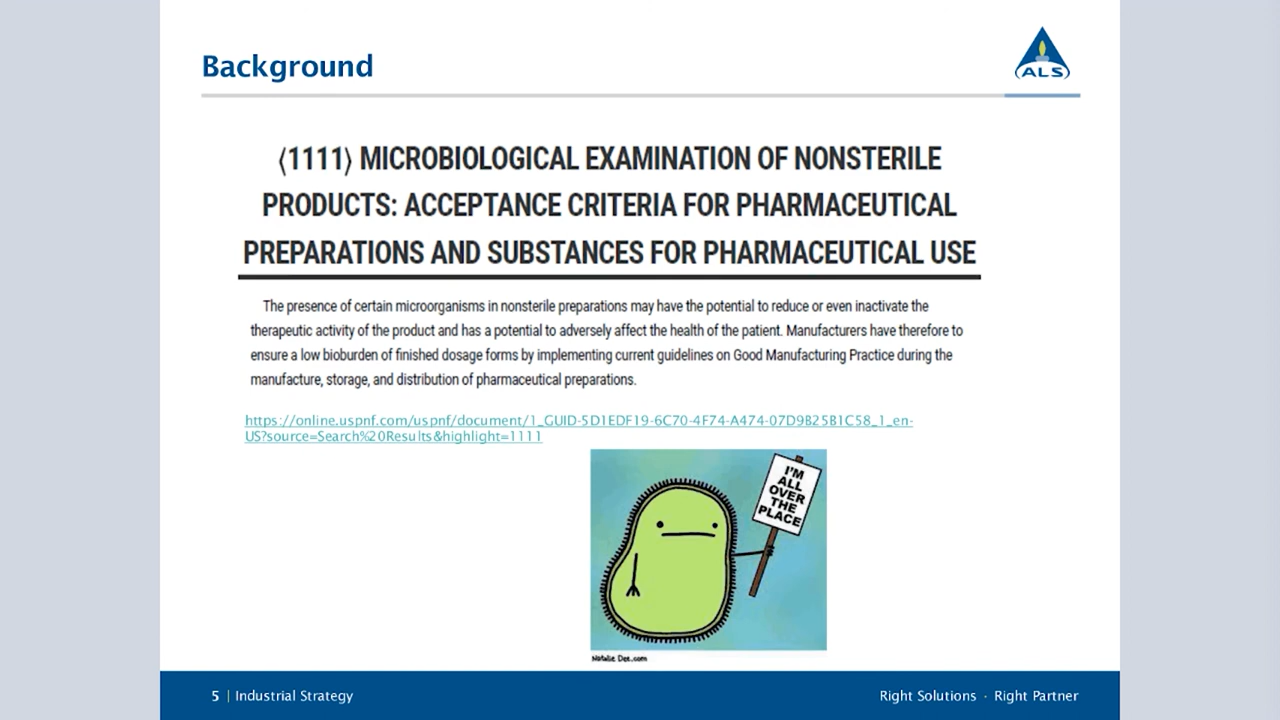 Background
ALS
⟨1111⟩ MICROBIOLOGICAL EXAMINATION OF NONSTERILE
PRODUCTS: ACCEPTANCE CRITERIA FOR PHARMACEUTICAL
PREPARATIONS AND SUBSTANCES FOR PHARMACEUTICAL USE
The presence of certain microorganisms in nonsterile preparations may have the potential to reduce or even inactivate the
therapeutic activity of the product and has a potential to adversely affect the health of the patient. Manufacturers have therefore to
ensure a low bioburden of finished dosage forms by implementing current guidelines on Good Manufacturing Practice during the
manufacture, storage, and distribution of pharmaceutical preparations.
https://online.uspnf.com/uspnf/document/1_GUID-5D1EDF19-6C70-4F74-A474-07D9B25B1C58_1_en-
US?source=Search%20Results&highlight=1111
I'M
ALL
OVER
THE
PLACE
Natalie Dee.com
5 | Industrial Strategy
Right Solutions · Right Partner